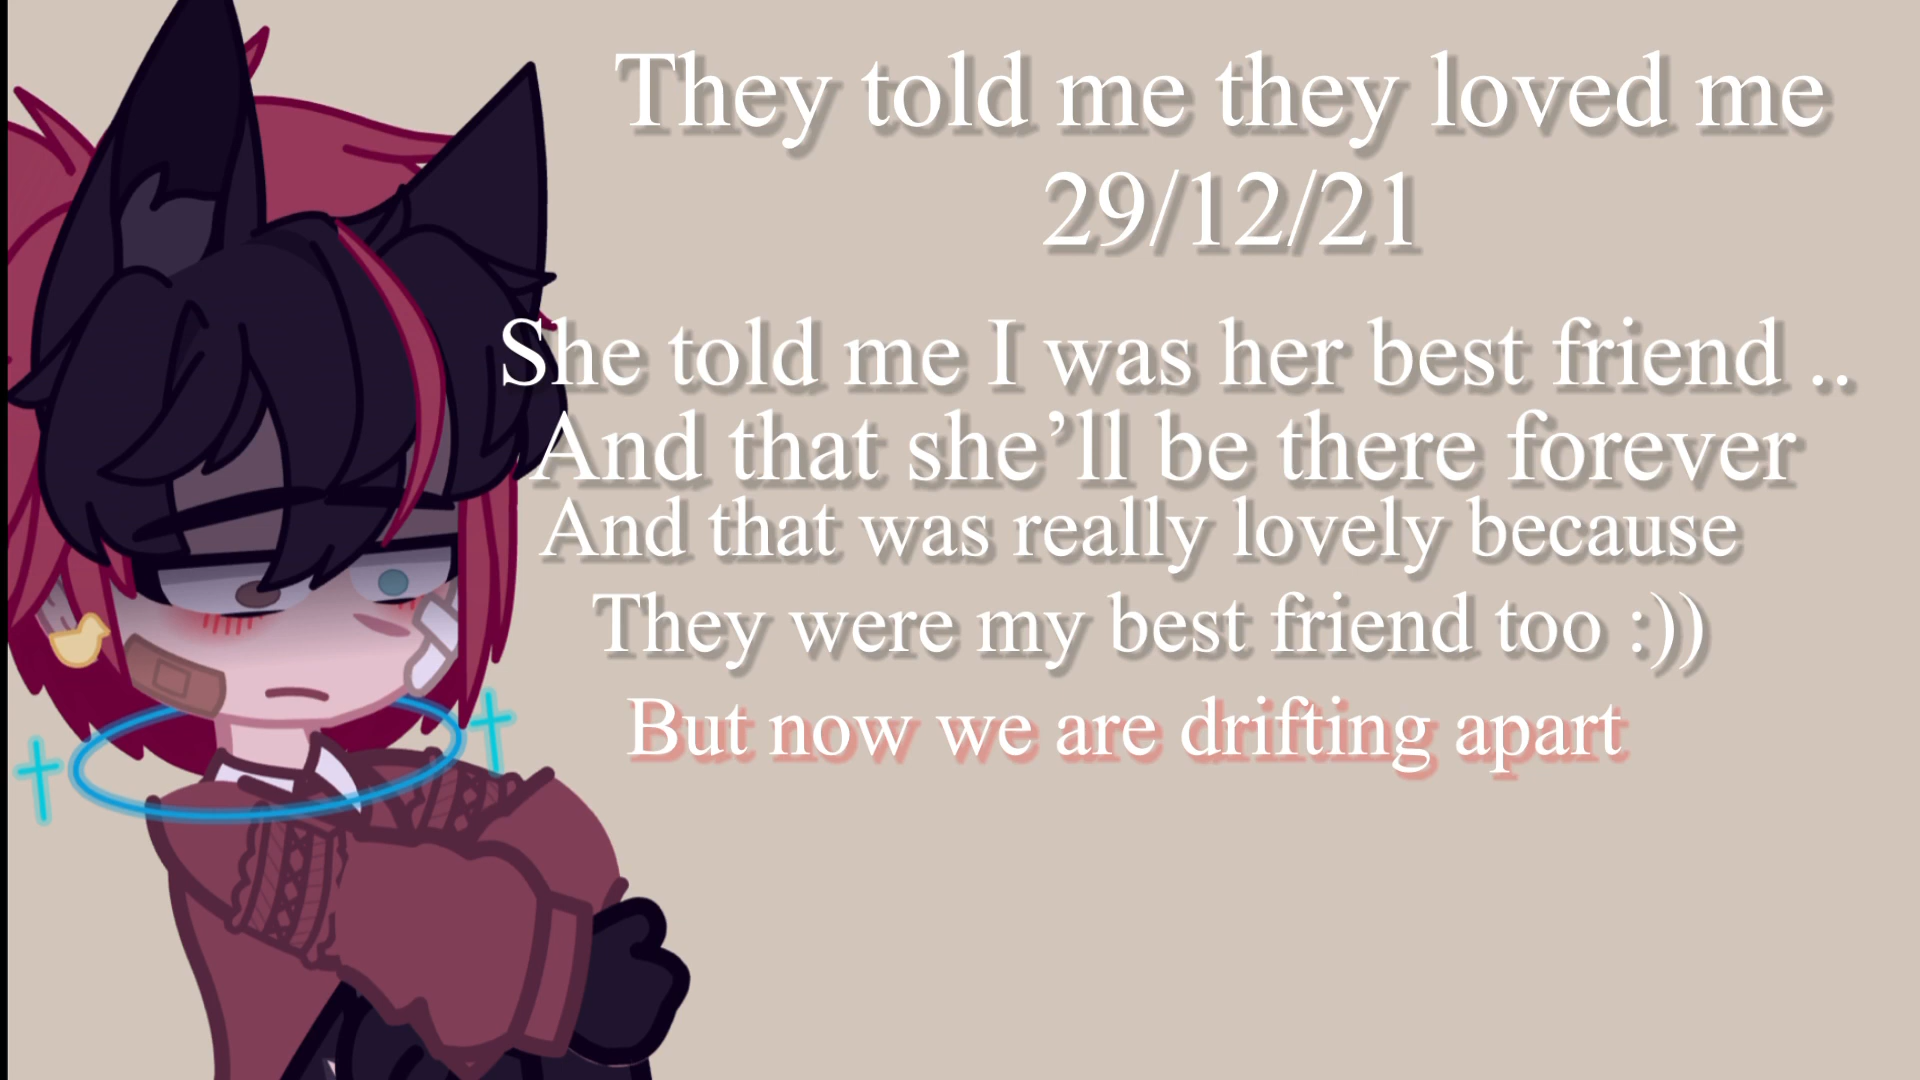 They told me they loved me
29/12/21
She told me I was her best friend ..
And that she’ll be there forever
And that was really lovely because
They were my best friend too :))
But now we are drifting apart